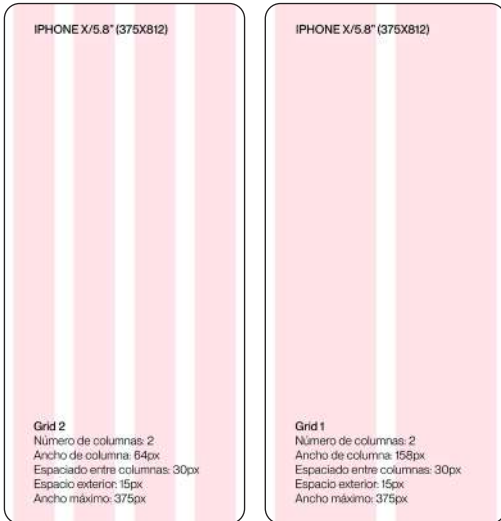 IPHONE X/5.8" (375X812)
Grid 2
Número de columnas: 2
Ancho de columna: 64px
Espaciado entre columnas: 30px
Espacio exterior: 15px
Ancho máximo: 375px
IPHONE X/5.8" (375X812)
Grid 1
Número de columnas: 2
Ancho de columna: 158px
Espaciado entre columnas: 30px
Espacio exterior: 15px
Ancho máximo: 375px